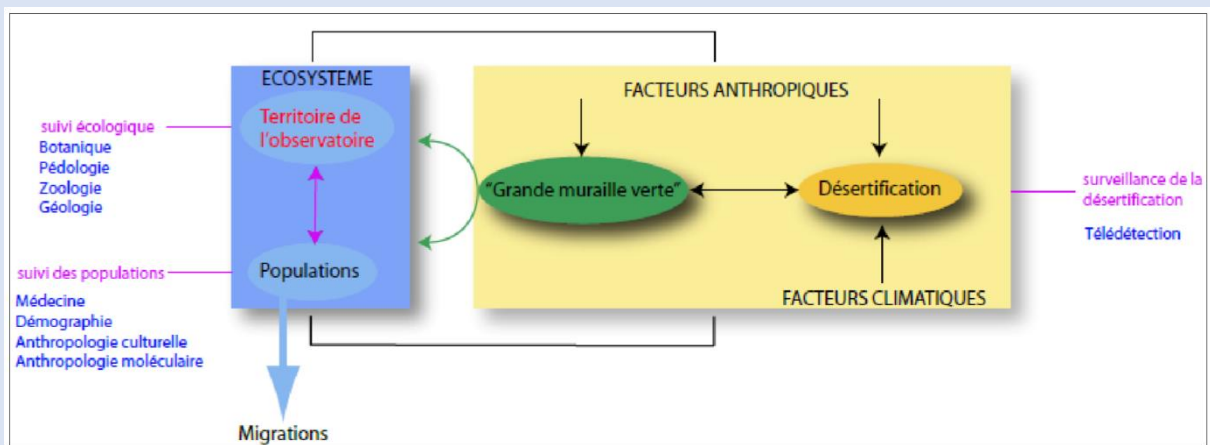 ECOSYSTEME
Territoire de
l'observatoire
Populations
Migrations
suivi écologique
Botanique
Pédologie
Zoologie
Géologie
suivi des populations
Médecine
Démographie
Anthropologie culturelle
Anthropologie moléculaire
FACTEURS ANTHROPIQUES
"Grande muraille verte"
Désertification
FACTEURS CLIMATIQUES
surveillance de la
désertification
Télédétection